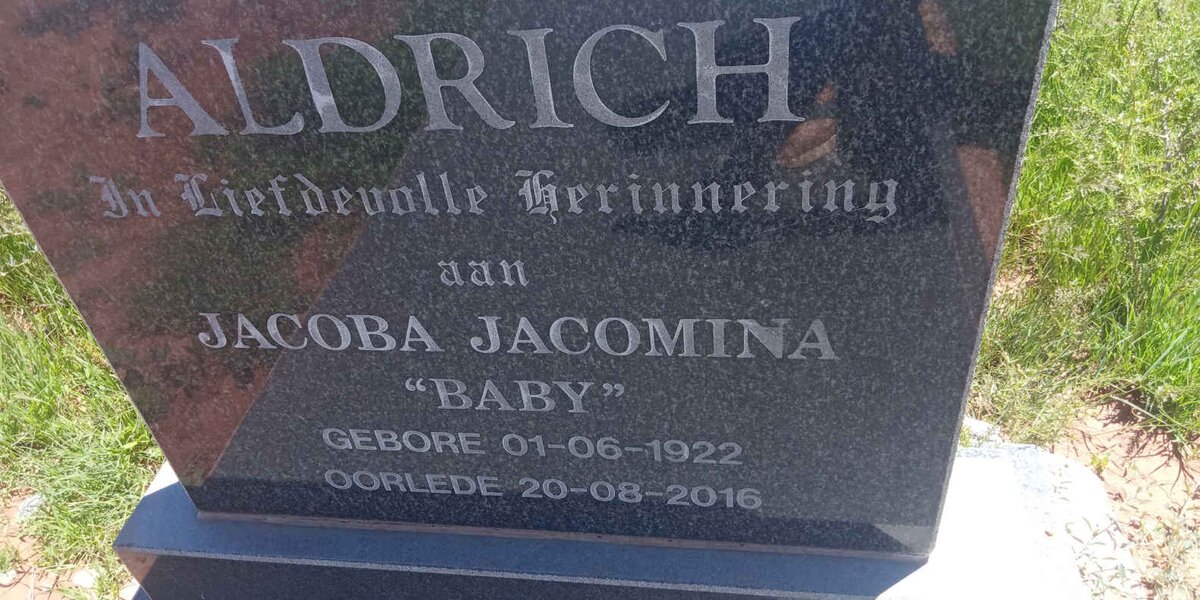 ALDRICH
In Liefdevolle Herinnering
aan
JACOBA JACOMINA
“BABY”
GEBORE 01-06-1922
OORLEDE 20-08-2016